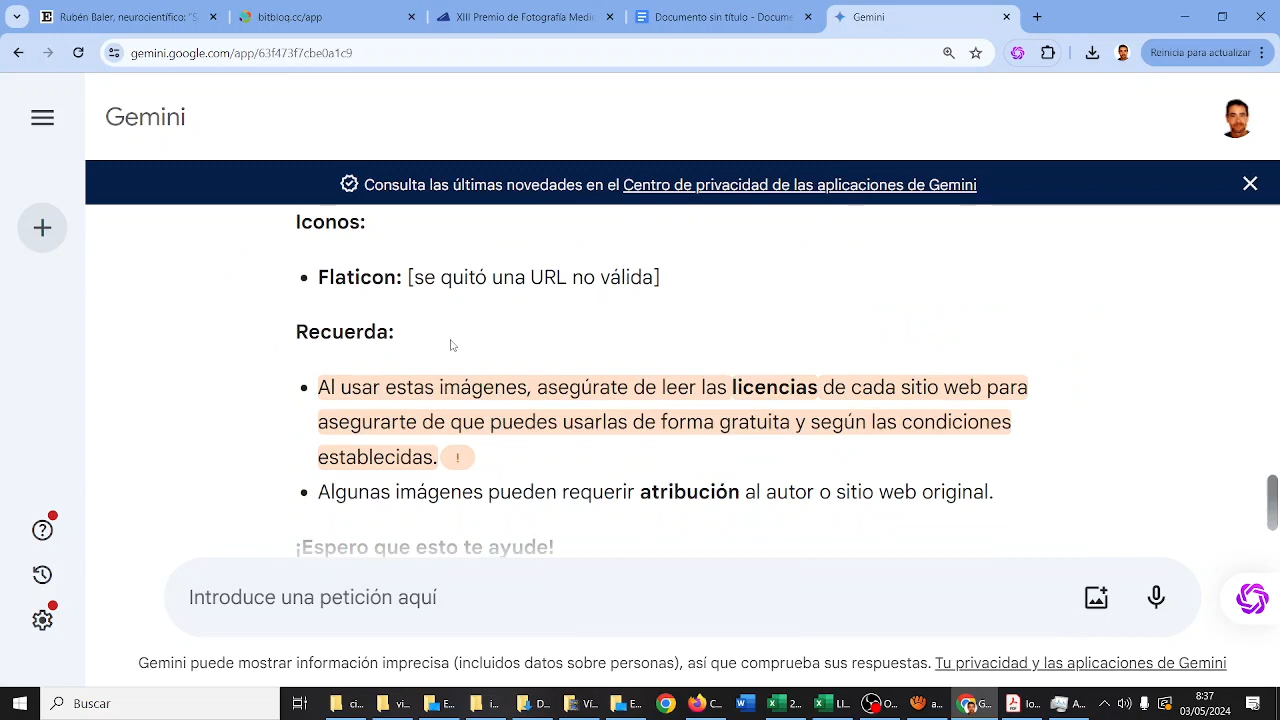 Rubén Baler, neurocientífico: "S
bitbloq.cc/app
XIII Premio de Fotografía Medi
Documento sin título - Docume
Gemini
gemini.google.com/app/63f473f7cbe0a1c9
Reinicia para actualizar
Gemini
Consulta las últimas novedades en el Centro de privacidad de las aplicaciones de Gemini
Iconos:
• Flaticon: [se quitó una URL no válida]
Recuerda:
• Al usar estas imágenes, asegúrate de leer las licencias de cada sitio web para
asegurarte de que puedes usarlas de forma gratuita y según las condiciones
establecidas. !
• Algunas imágenes pueden requerir atribución al autor o sitio web original.
¡Espero que esto te ayude!
Introduce una petición aquí
Gemini puede mostrar información imprecisa (incluidos datos sobre personas), así que comprueba sus respuestas. Tu privacidad y las aplicaciones de Gemini
Buscar
8:37
03/05/2024